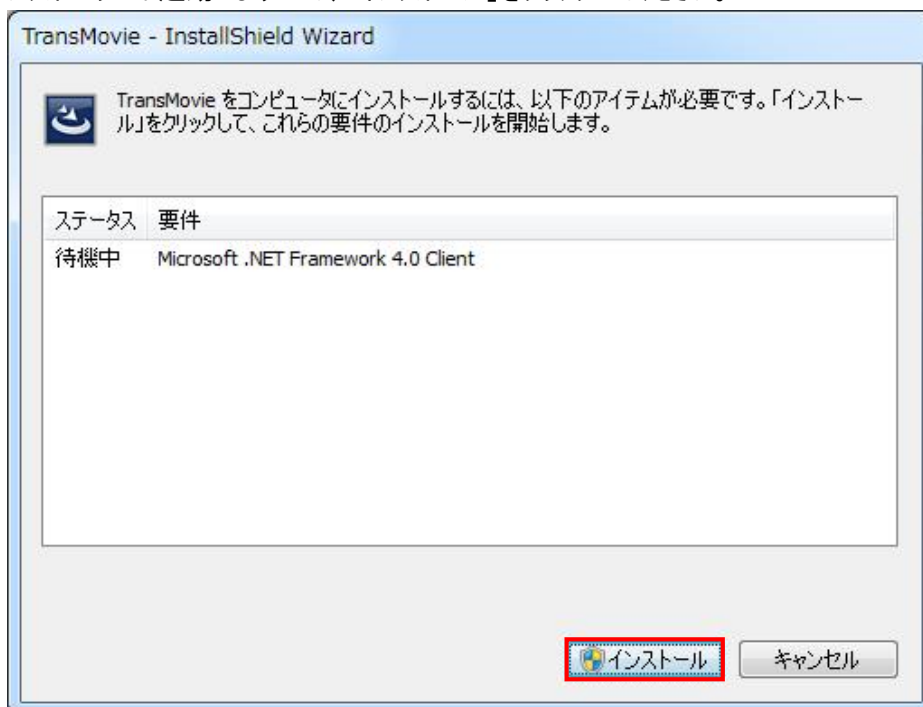 TransMovie - InstallShield Wizard
TransMovie をコンピュータにインストールするには、以下のアイテムが必要です。「インストー
ル」をクリックして、これらの要件のインストールを開始します。
ステータス 要件
待機中 Microsoft .NET Framework 4.0 Client
インストール キャンセル